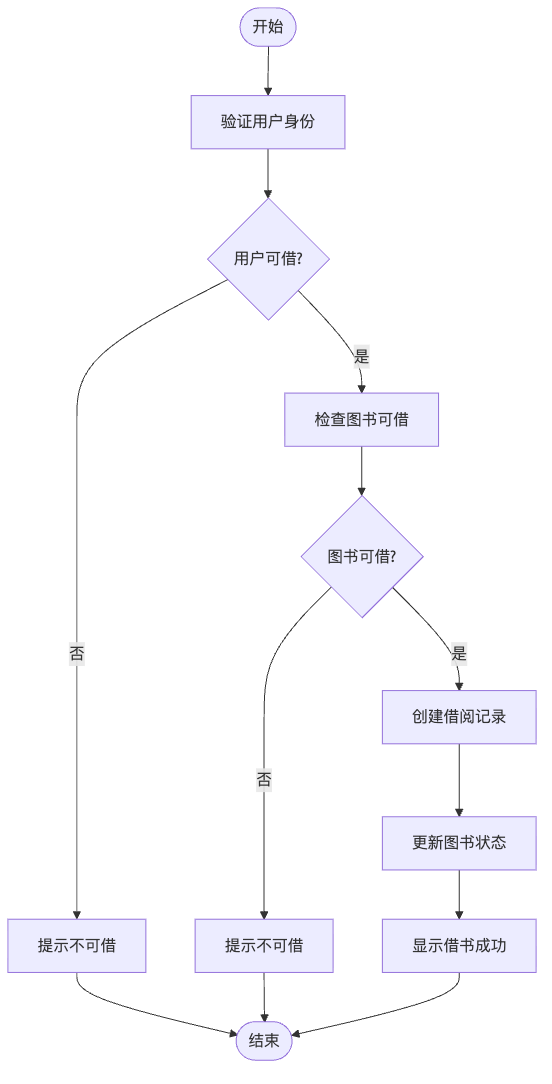 开始
验证用户身份
用户可借?
是
检查图书可借
图书可借?
否
是
创建借阅记录
否
更新图书状态
提示不可借
提示不可借
显示借书成功
结束